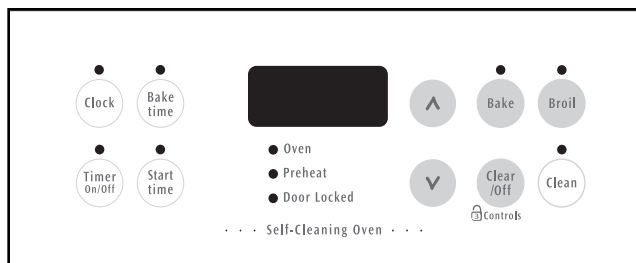 Clock
Bake
time
Bake
Broil
Oven
Preheat
Door Locked
Timer
On/Off
Start
time
Clear
/Off
Clean
3
Controls
· · · Self-Cleaning Oven · · ·